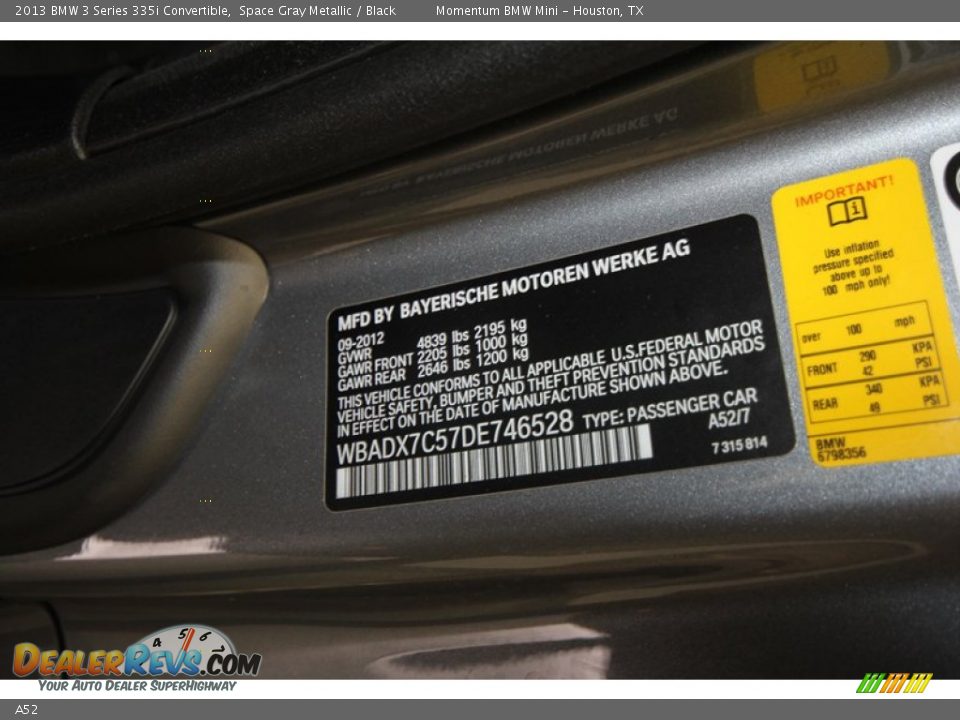 2013 BMW 3 Series 335i Convertible,  Space Gray Metallic / Black        Momentum BMW Mini - Houston, TX
IMPORTANT!
i
Use inflation
pressure specified
above up to
100 mph only!
over 100 mph
FRONT 290 KPA
42 PSI
REAR 340 KPA
49 PSI
BMW
6798356
MFD BY BAYERISCHE MOTOREN WERKE AG
09-2012
GVWR 4839 lbs 2195 kg
GAWR FRONT 2205 lbs 1000 kg
GAWR REAR 2646 lbs 1200 kg
THIS VEHICLE CONFORMS TO ALL APPLICABLE U.S.FEDERAL MOTOR
VEHICLE SAFETY, BUMPER AND THEFT PREVENTION STANDARDS
IN EFFECT ON THE DATE OF MANUFACTURE SHOWN ABOVE.
WBADX7C57DE746528 TYPE: PASSENGER CAR
A52/7
7 315 814
4 5 6
DEALERREVS.COM
YOUR AUTO DEALER SUPERHIGHWAY
A52